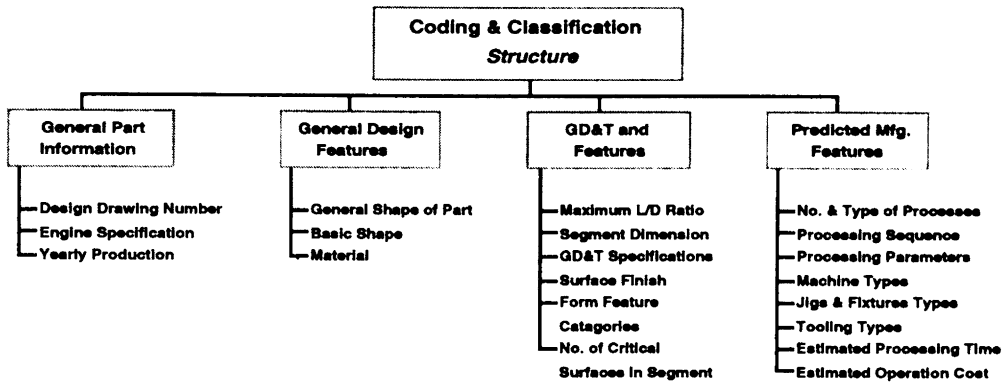 Coding & Classification
Structure
General Part
Information
Design Drawing Number
Engine Specification
Yearly Production
General Design
Features
General Shape of Part
Basic Shape
Material
GD&T and
Features
Maximum L/D Ratio
Segment Dimension
GD&T Specifications
Surface Finish
Form Feature
Catagories
No. of Critical
Surfaces in Segment
Predicted Mfg.
Features
No. & Type of Processes
Processing Sequence
Processing Parameters
Machine Types
Jigs & Fixtures Types
Tooling Types
Estimated Processing Time
Estimated Operation Cost